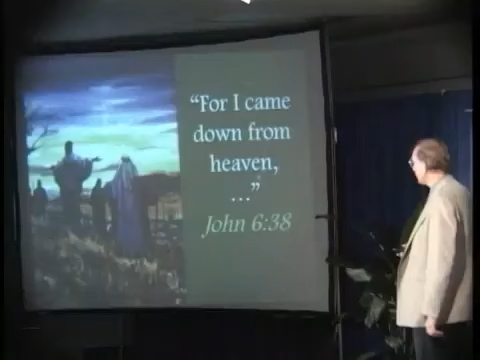 “For I came
down from
heaven,
...”
John 6:38